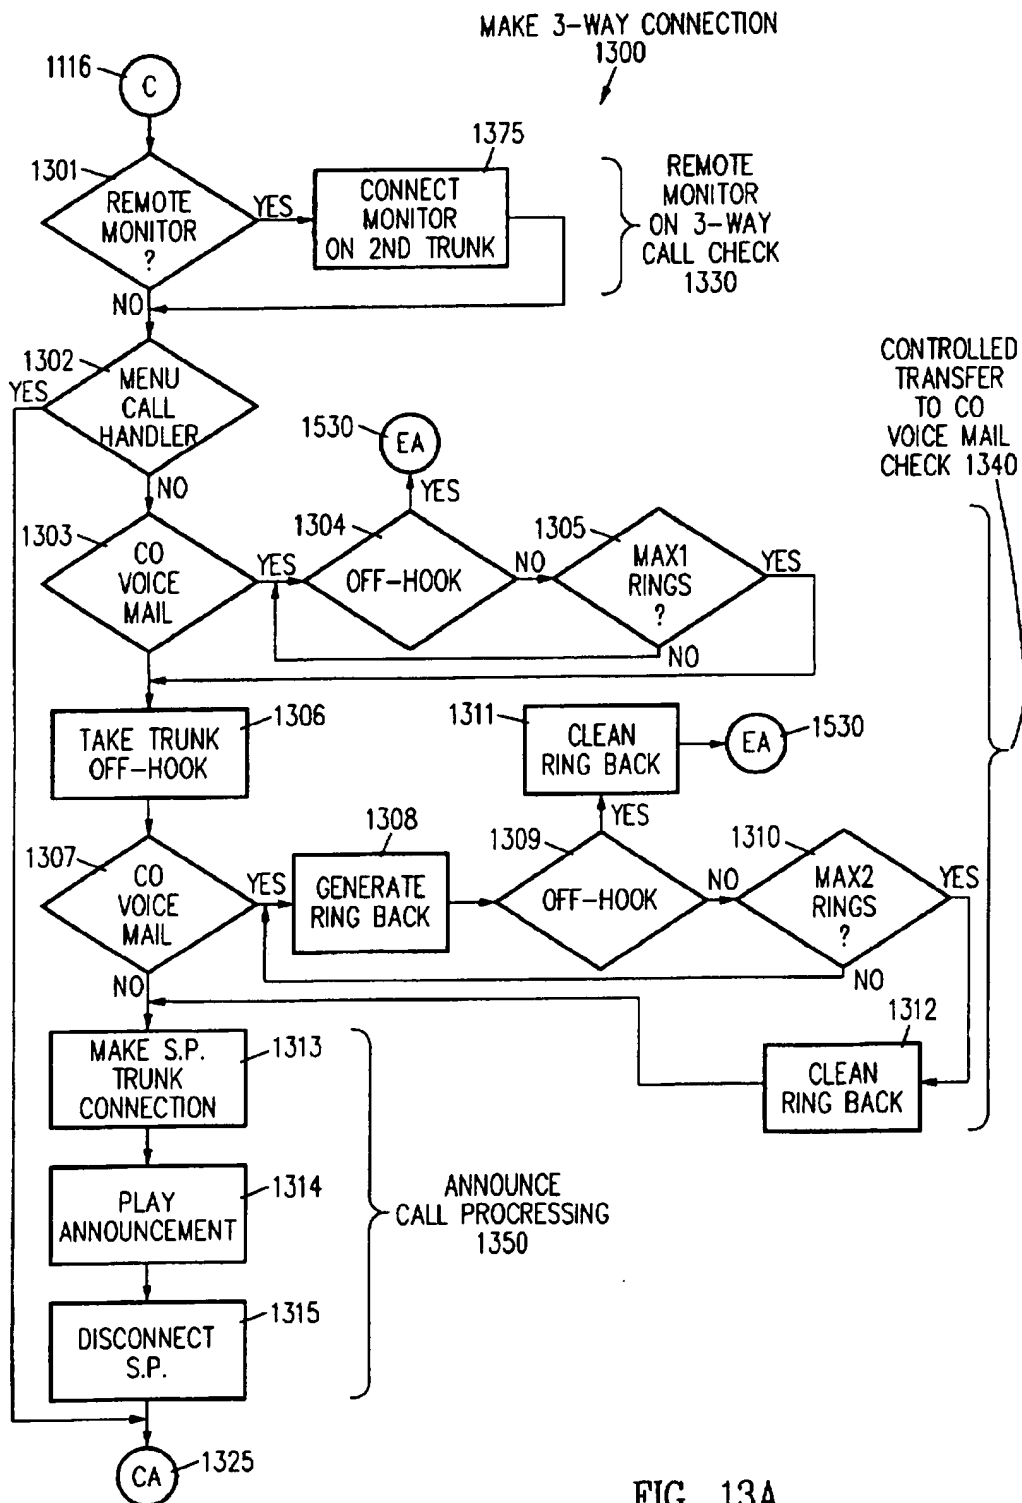 MAKE 3-WAY CONNECTION
1300
1116
C
1301
REMOTE
MONITOR
?
YES
NO
1375
CONNECT
MONITOR
ON 2ND TRUNK
REMOTE
MONITOR
ON 3-WAY
CALL CHECK
1330
1302
YES
MENU
CALL
HANDLER
NO
CONTROLLED
TRANSFER
TO CO
VOICE MAIL
CHECK 1340
1530
EA
YES
1303
CO
VOICE
MAIL
YES
1304
OFF-HOOK
NO
1305
MAX1
RINGS
?
YES
NO
1306
TAKE TRUNK
OFF-HOOK
1311
CLEAN
RING BACK
1530
EA
YES
1307
CO
VOICE
MAIL
YES
NO
1308
GENERATE
RING BACK
1309
OFF-HOOK
NO
1310
MAX2
RINGS
?
YES
NO
1312
CLEAN
RING BACK
1313
MAKE S.P.
TRUNK
CONNECTION
1314
PLAY
ANNOUNCEMENT
ANNOUNCE
CALL PROCRESSING
1350
1315
DISCONNECT
S.P.
CA
1325
FIG. 13A